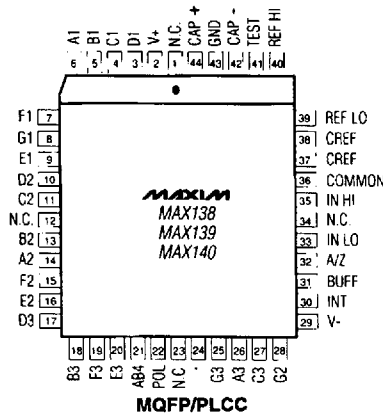 A1 B1 C1 D1 V+ N.C. CAP + GND CAP - TEST REF HI
6 5 4 3 2 1 44 43 42 41 40
F1 7
G1 8
E1 9
D2 10
C2 11
N.C. 12
B2 13
A2 14
F2 15
E2 16
D3 17
MAXIM
MAX138
MAX139
MAX140
39 REF LO
38 CREF
37 CREF
36 COMMON
35 IN HI
34 N.C.
33 IN LO
32 A/Z
31 BUFF
30 INT
29 V-
18 19 20 21 22 23 24 25 26 27 28
B3 F3 E3 AB4 POL N.C - G3 A3 C3 G2
MQFP/PLCC